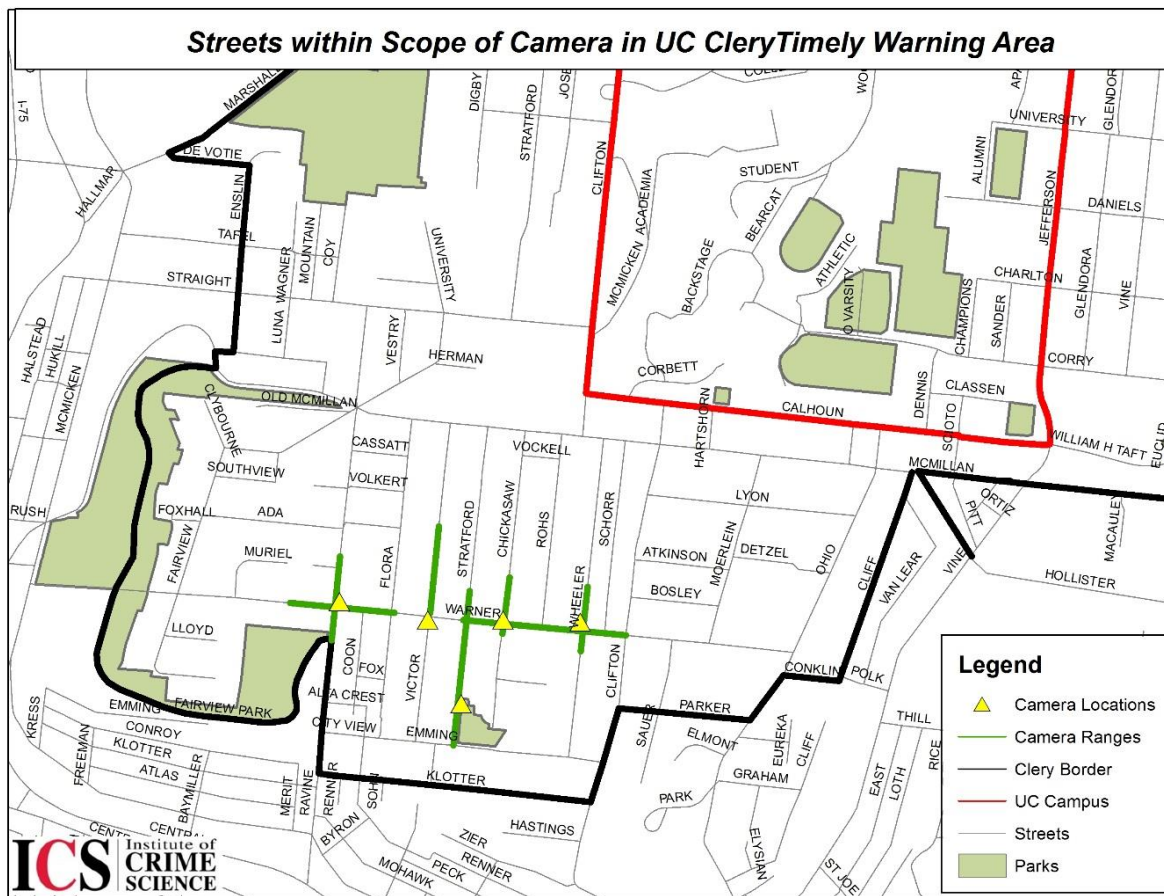 Streets within Scope of Camera in UC CleryTimely Warning Area
I-75
MARSHALL
DIGBY
STRATFORD
CLIFTON
UNIVERSITY
GLENDORA
DE VOTIE
ENSLIN
HALLMAR
STUDENT
ALUMNI
DANIELS
MCMICKEN
ACADEMIA
BEARCAT
JEFFERSON
TAFEL
MOUNTAIN
COY
UNIVERSITY
BACKSTAGE
ATHLETIC
STRAIGHT
LUNA WAGNER
CHARLTON
O VARSITY
CHAMPIONS
SANDER
GLENDORA
VINE
HALSTEAD
HUKILL
MCMICKEN
VESTRY
HERMAN
CORRY
CORBETT
CLASSEN
DENNIS
OLD MCMILLAN
CALHOUN
HARTSHORN
SCIOTO
CLYBOURNE
WILLIAM H TAFT
EUCLID
CASSATT
VOCKELL
MCMILLAN
SOUTHVIEW
VOLKERT
LYON
ORTIZ
PITT
RUSH
FOXHALL
ADA
STRATFORD
CHICKASAW
ROHS
SCHORR
MACAULEY
FAIRVIEW
MURIEL
FLORA
ATKINSON
MOERLEIN
DETZEL
OHIO
CLIFF
VAN LEAR
VINE
HOLLISTER
BOSLEY
WARNER
WHEELER
LLOYD
COON
FOX
VICTOR
CLIFTON
CONKLIN
POLK
ALTA CREST
EMMING
FAIRVIEW PARK
KRESS
CITY VIEW
EMMING
SAUER
PARKER
CONROY
KLOTTER
ATLAS
FREEMAN
BAYMILLER
MERIT
RAVINE
RENNER
SOHN
KLOTTER
ELMONT
EUREKA
CLIFF
GRAHAM
THILL
RICE
EAST
LOTH
PARK
HASTINGS
ELYSIAN
ST JOE
BYRON
ZIER
RENNER
PECK
MOHAWK
Legend
Camera Locations
Camera Ranges
Clery Border
UC Campus
Streets
Parks
ICS
Institute of
CRIME
SCIENCE